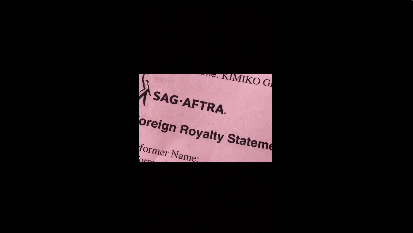 KIMIKO G
SAG·AFTRA.
oreign Royalty Stateme
former Name: